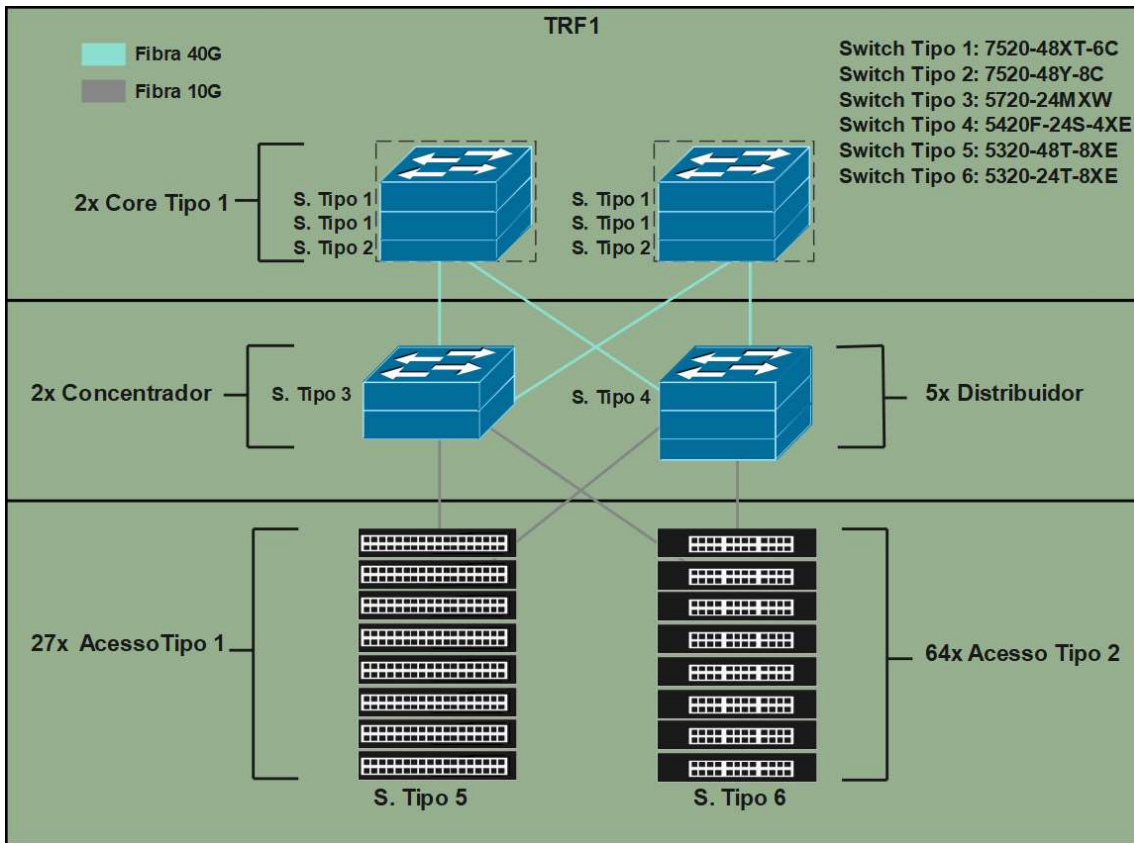 TRF1
Fibra 40G
Fibra 10G
Switch Tipo 1: 7520-48XT-6C
Switch Tipo 2: 7520-48Y-8C
Switch Tipo 3: 5720-24MXW
Switch Tipo 4: 5420F-24S-4XE
Switch Tipo 5: 5320-48T-8XE
Switch Tipo 6: 5320-24T-8XE
2x Core Tipo 1
S. Tipo 1
S. Tipo 1
S. Tipo 2
S. Tipo 1
S. Tipo 1
S. Tipo 2
2x Concentrador
S. Tipo 3
S. Tipo 4
5x Distribuidor
27x AcessoTipo 1
64x Acesso Tipo 2
S. Tipo 5
S. Tipo 6